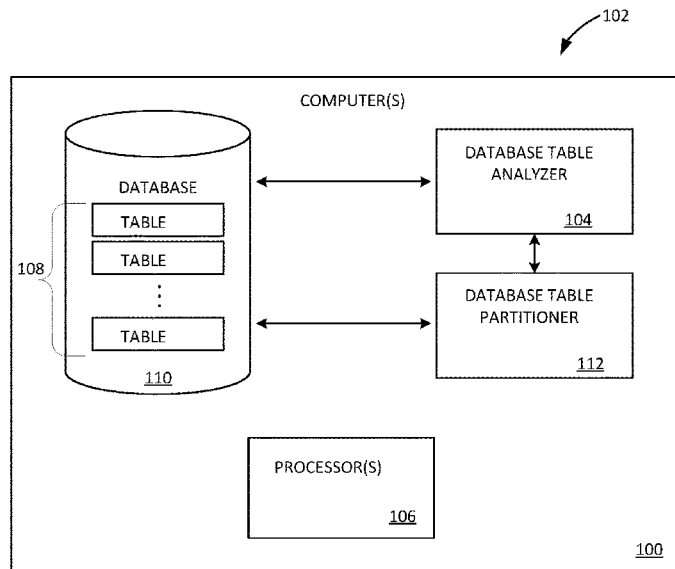 102
COMPUTER(S)
DATABASE
TABLE
TABLE
TABLE
108
110
DATABASE TABLE
ANALYZER
104
DATABASE TABLE
PARTITIONER
112
PROCESSOR(S)
106
100